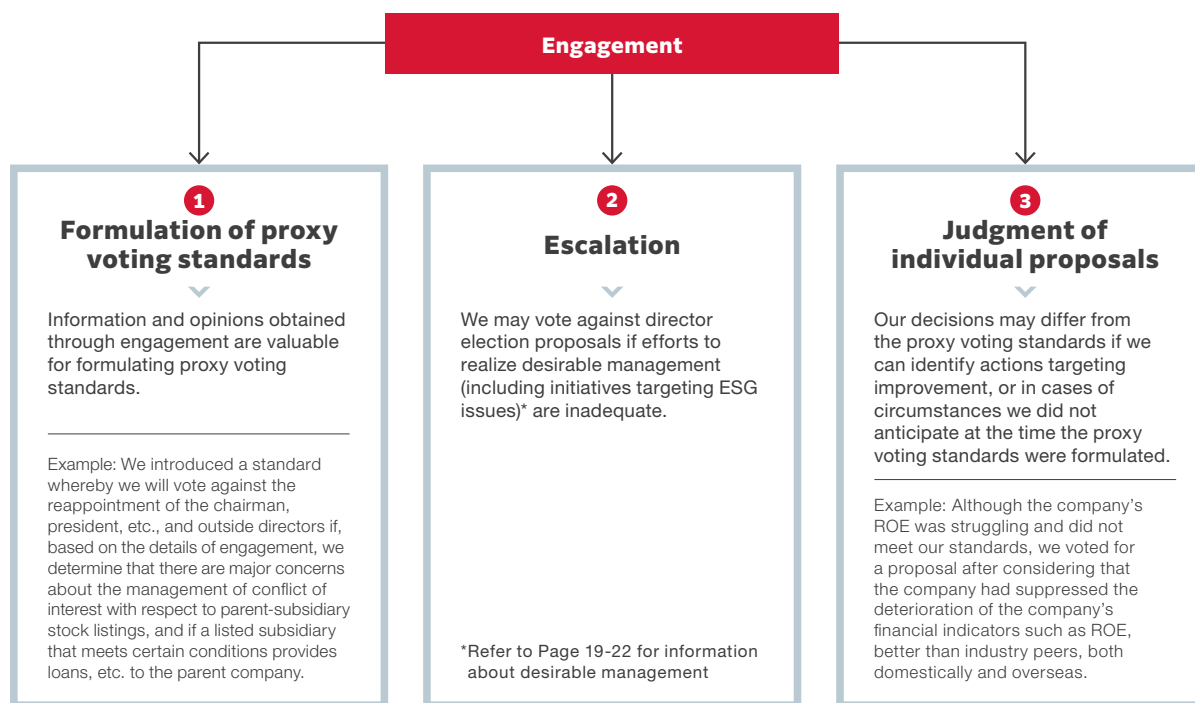 Engagement
1
Formulation of proxy
voting standards
Information and opinions obtained
through engagement are valuable
for formulating proxy voting
standards.
Example: We introduced a standard
whereby we will vote against the
reappointment of the chairman,
president, etc., and outside directors if,
based on the details of engagement, we
determine that there are major concerns
about the management of conflict of
interest with respect to parent-subsidiary
stock listings, and if a listed subsidiary
that meets certain conditions provides
loans, etc. to the parent company.
2
Escalation
We may vote against director
election proposals if efforts to
realize desirable management
(including initiatives targeting ESG
issues)* are inadequate.
*Refer to Page 19-22 for information
about desirable management
3
Judgment of
individual proposals
Our decisions may differ from
the proxy voting standards if we
can identify actions targeting
improvement, or in cases of
circumstances we did not
anticipate at the time the proxy
voting standards were formulated.
Example: Although the company’s
ROE was struggling and did not
meet our standards, we voted for
a proposal after considering that
the company had suppressed the
deterioration of the company’s
financial indicators such as ROE,
better than industry peers, both
domestically and overseas.